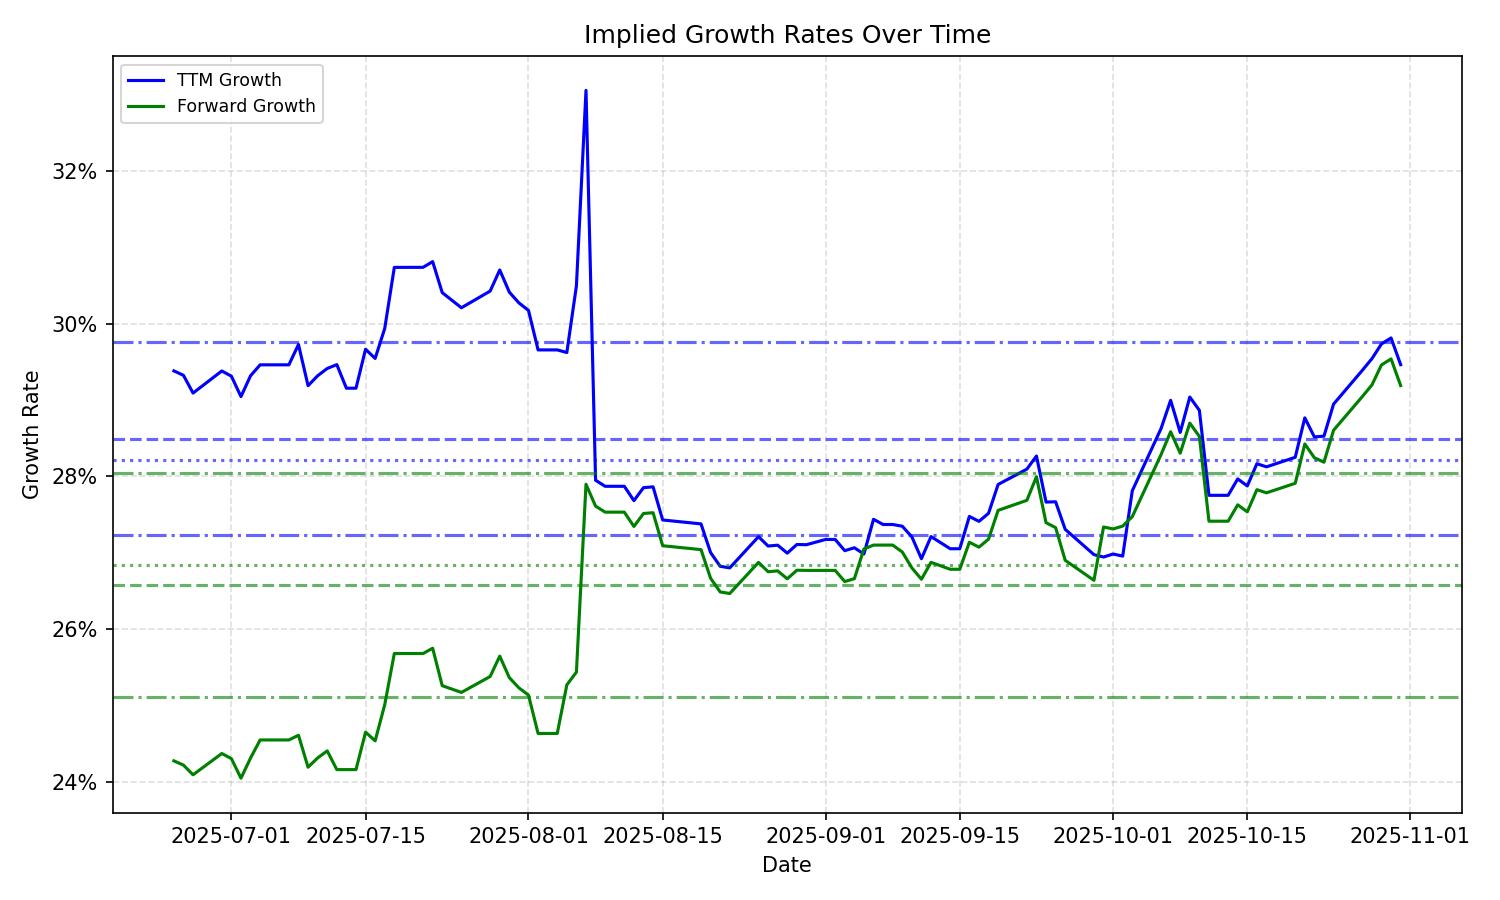 Implied Growth Rates Over Time
TTM Growth
Forward Growth
32%
30%
28%
26%
24%
Growth Rate
2025-07-01 2025-07-15 2025-08-01 2025-08-15 2025-09-01 2025-09-15 2025-10-01 2025-10-15 2025-11-01
Date